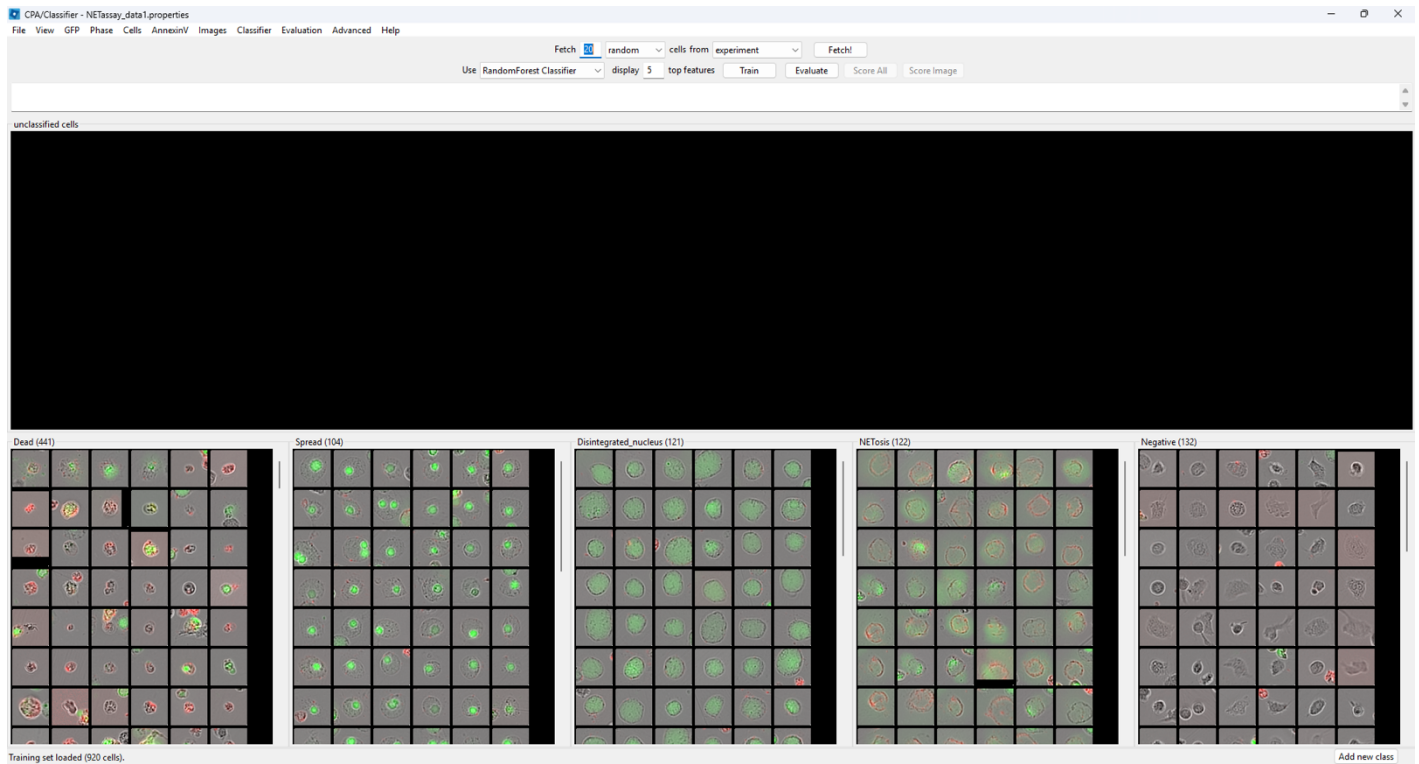 CPA/Classifier - NETassay_data1.properties
File View GFP Phase Cells AnnexinV Images Classifier Evaluation Advanced Help
Fetch 20 random cells from experiment Fetch!
Use RandomForest Classifier display 5 top features Train Evaluate Score All Score Image
unclassified cells
Dead (441) Spread (104) Disintegrated_nucleus (121) NETosis (122) Negative (132)
Training set loaded (920 cells). Add new class